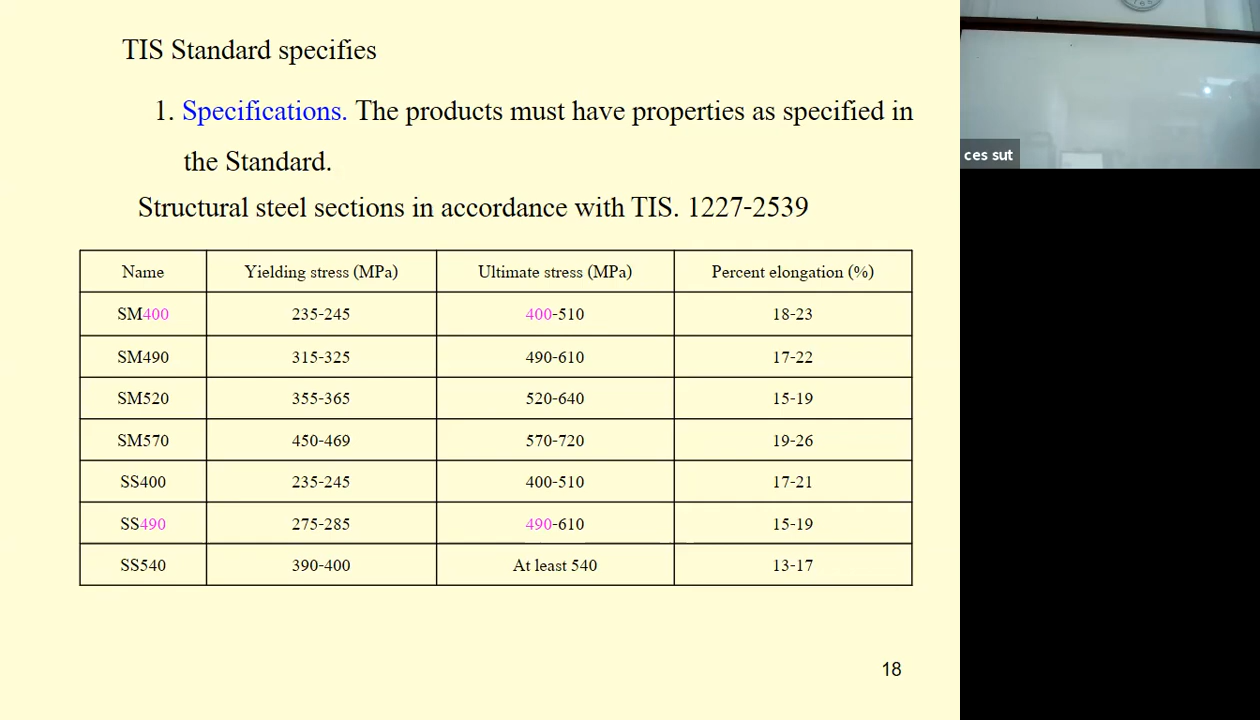 TIS Standard specifies
1. Specifications. The products must have properties as specified in
the Standard.
Structural steel sections in accordance with TIS. 1227-2539
Name Yielding stress (MPa) Ultimate stress (MPa) Percent elongation (%)
SM400 235-245 400-510 18-23
SM490 315-325 490-610 17-22
SM520 355-365 520-640 15-19
SM570 450-469 570-720 19-26
SS400 235-245 400-510 17-21
SS490 275-285 490-610 15-19
SS540 390-400 At least 540 13-17
18
ces sut